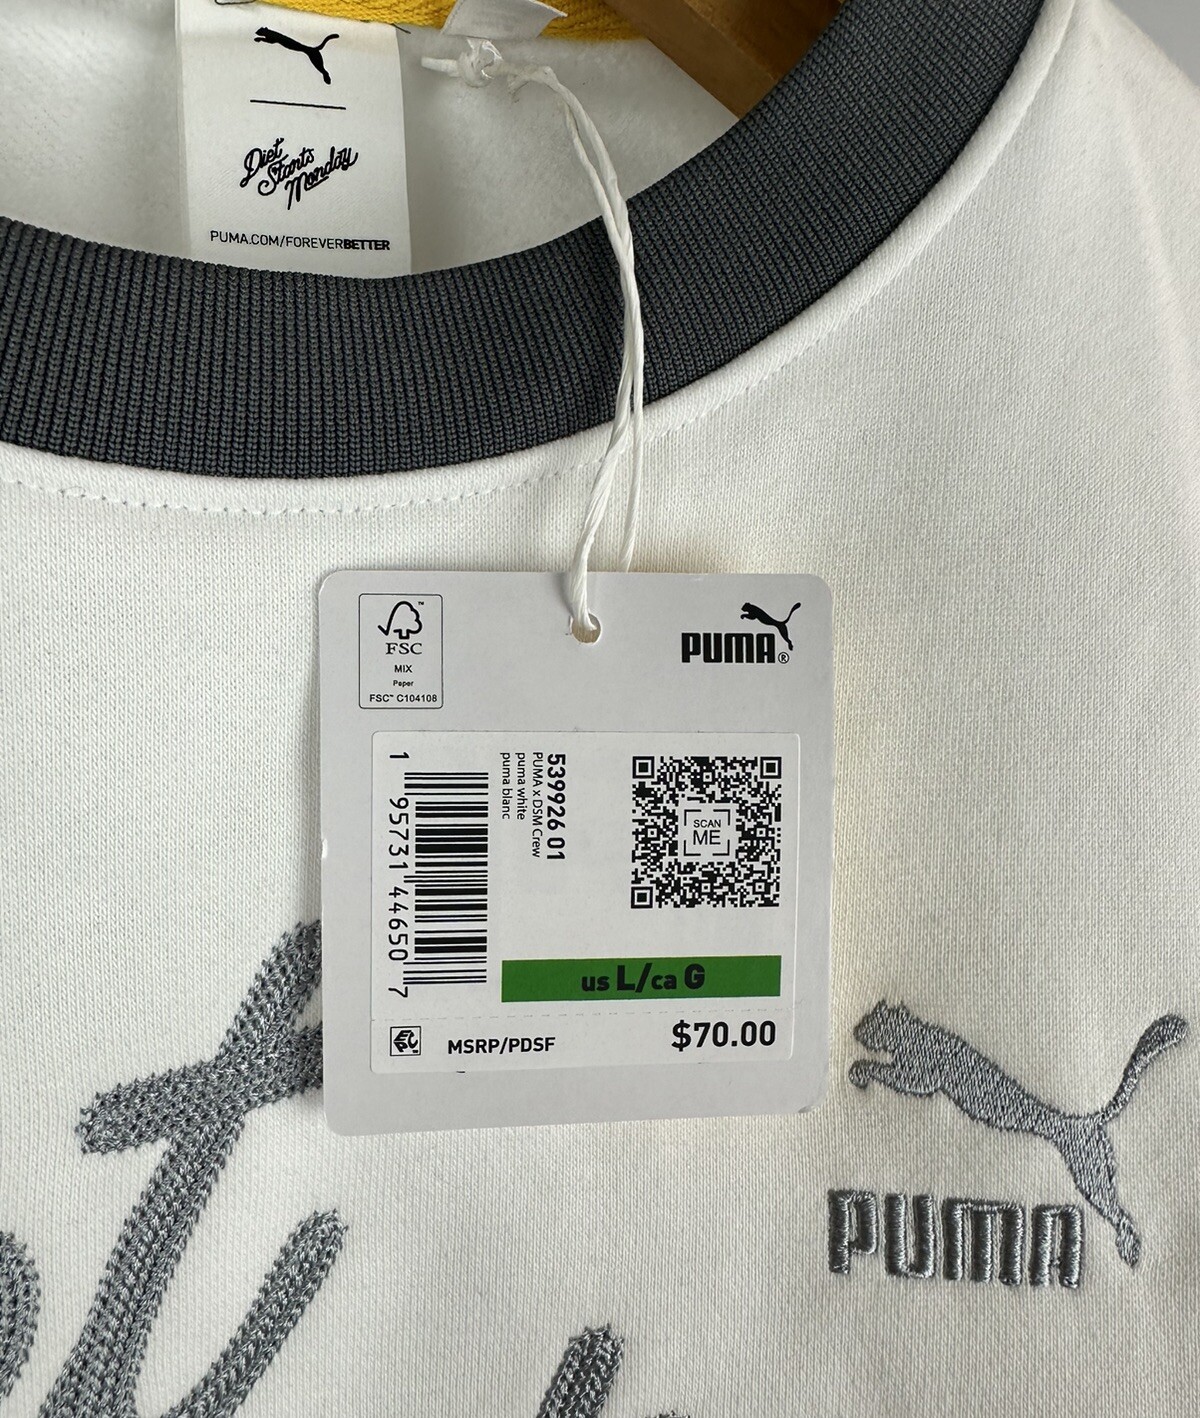 Diet
Starts
Monday
PUMA.COM/FOREVERBETTER
FSC™
MIX
Paper
FSC™ C104108
PUMA®
539926 01
PUMA x DSM Crew
puma white
puma blanc
1 95731 44650 7
SCAN
ME
us L/ca G
MSRP/PDSF $70.00
PUMA